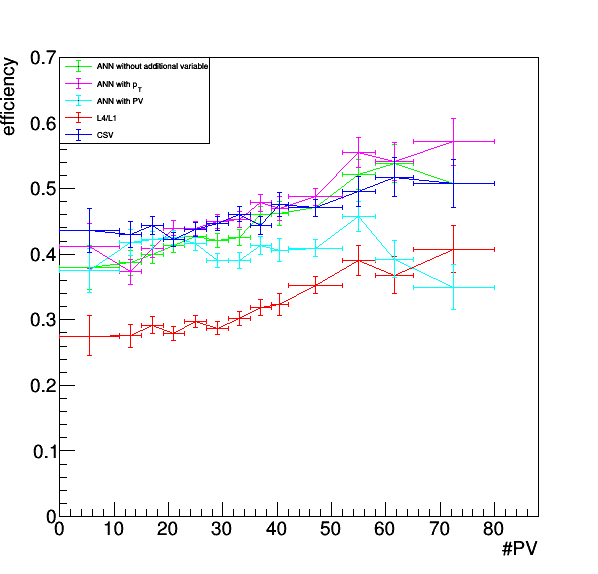 efficiency
0.7
0.6
0.5
0.4
0.3
0.2
0.1
0
ANN without additional variable
ANN with p_T
ANN with PV
L4/L1
CSV
0 10 20 30 40 50 60 70 80
#PV